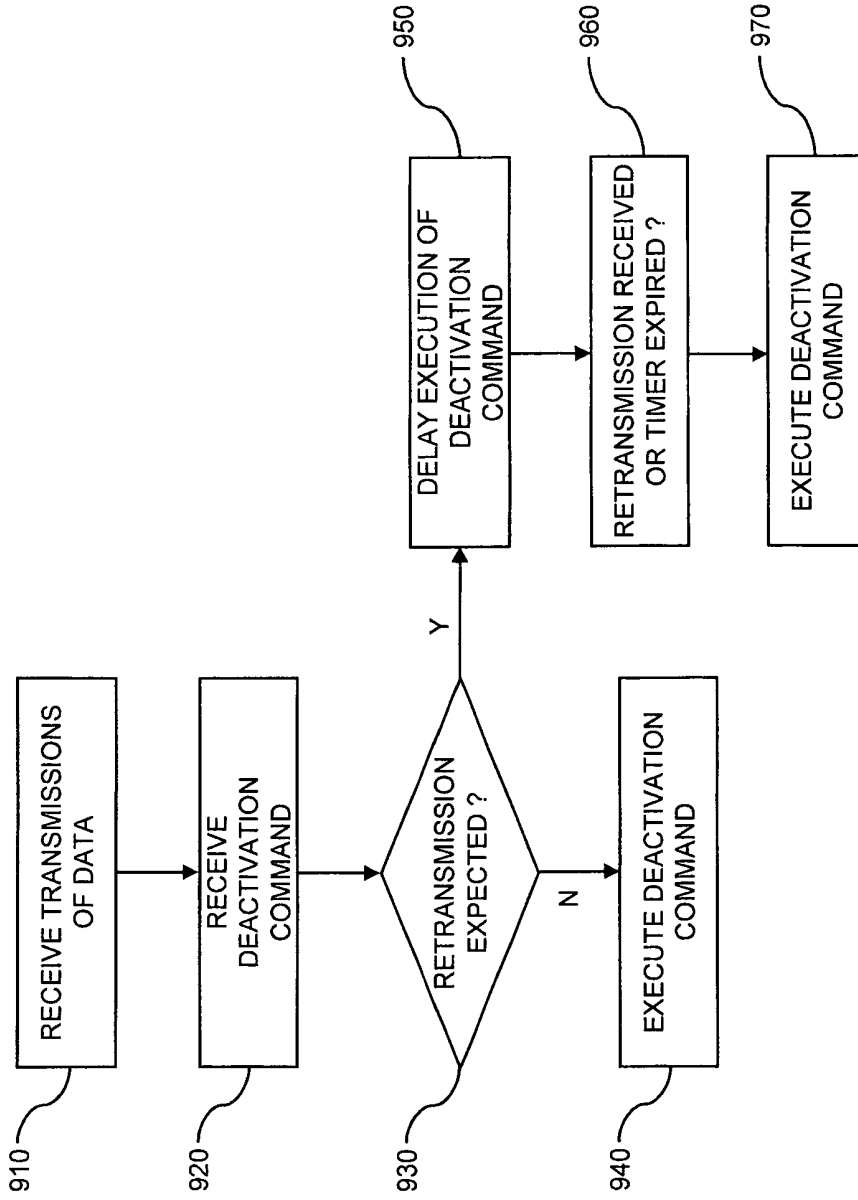 910
RECEIVE TRANSMISSIONS
OF DATA
920
RECEIVE
DEACTIVATION
COMMAND
930
RETRANSMISSION
EXPECTED ?
Y
N
940
EXECUTE DEACTIVATION
COMMAND
950
DELAY EXECUTION OF
DEACTIVATION
COMMAND
960
RETRANSMISSION RECEIVED
OR TIMER EXPIRED ?
970
EXECUTE DEACTIVATION
COMMAND